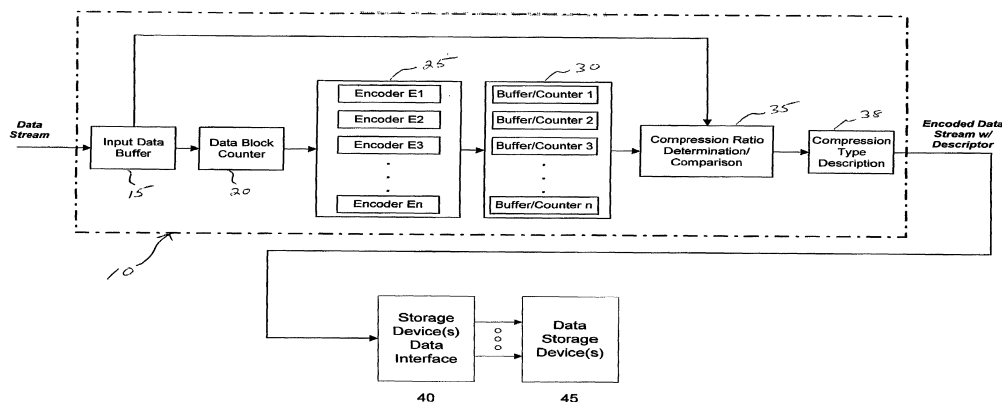 25
30
35
38
Data
Stream
Input Data
Buffer
15
Data Block
Counter
20
Encoder E1
Encoder E2
Encoder E3
Encoder En
Buffer/Counter 1
Buffer/Counter 2
Buffer/Counter 3
Buffer/Counter n
Compression Ratio
Determination/
Comparison
Compression
Type
Description
Encoded Data
Stream w/
Descriptor
10
Storage
Device(s)
Data
Interface
40
Data
Storage
Device(s)
45